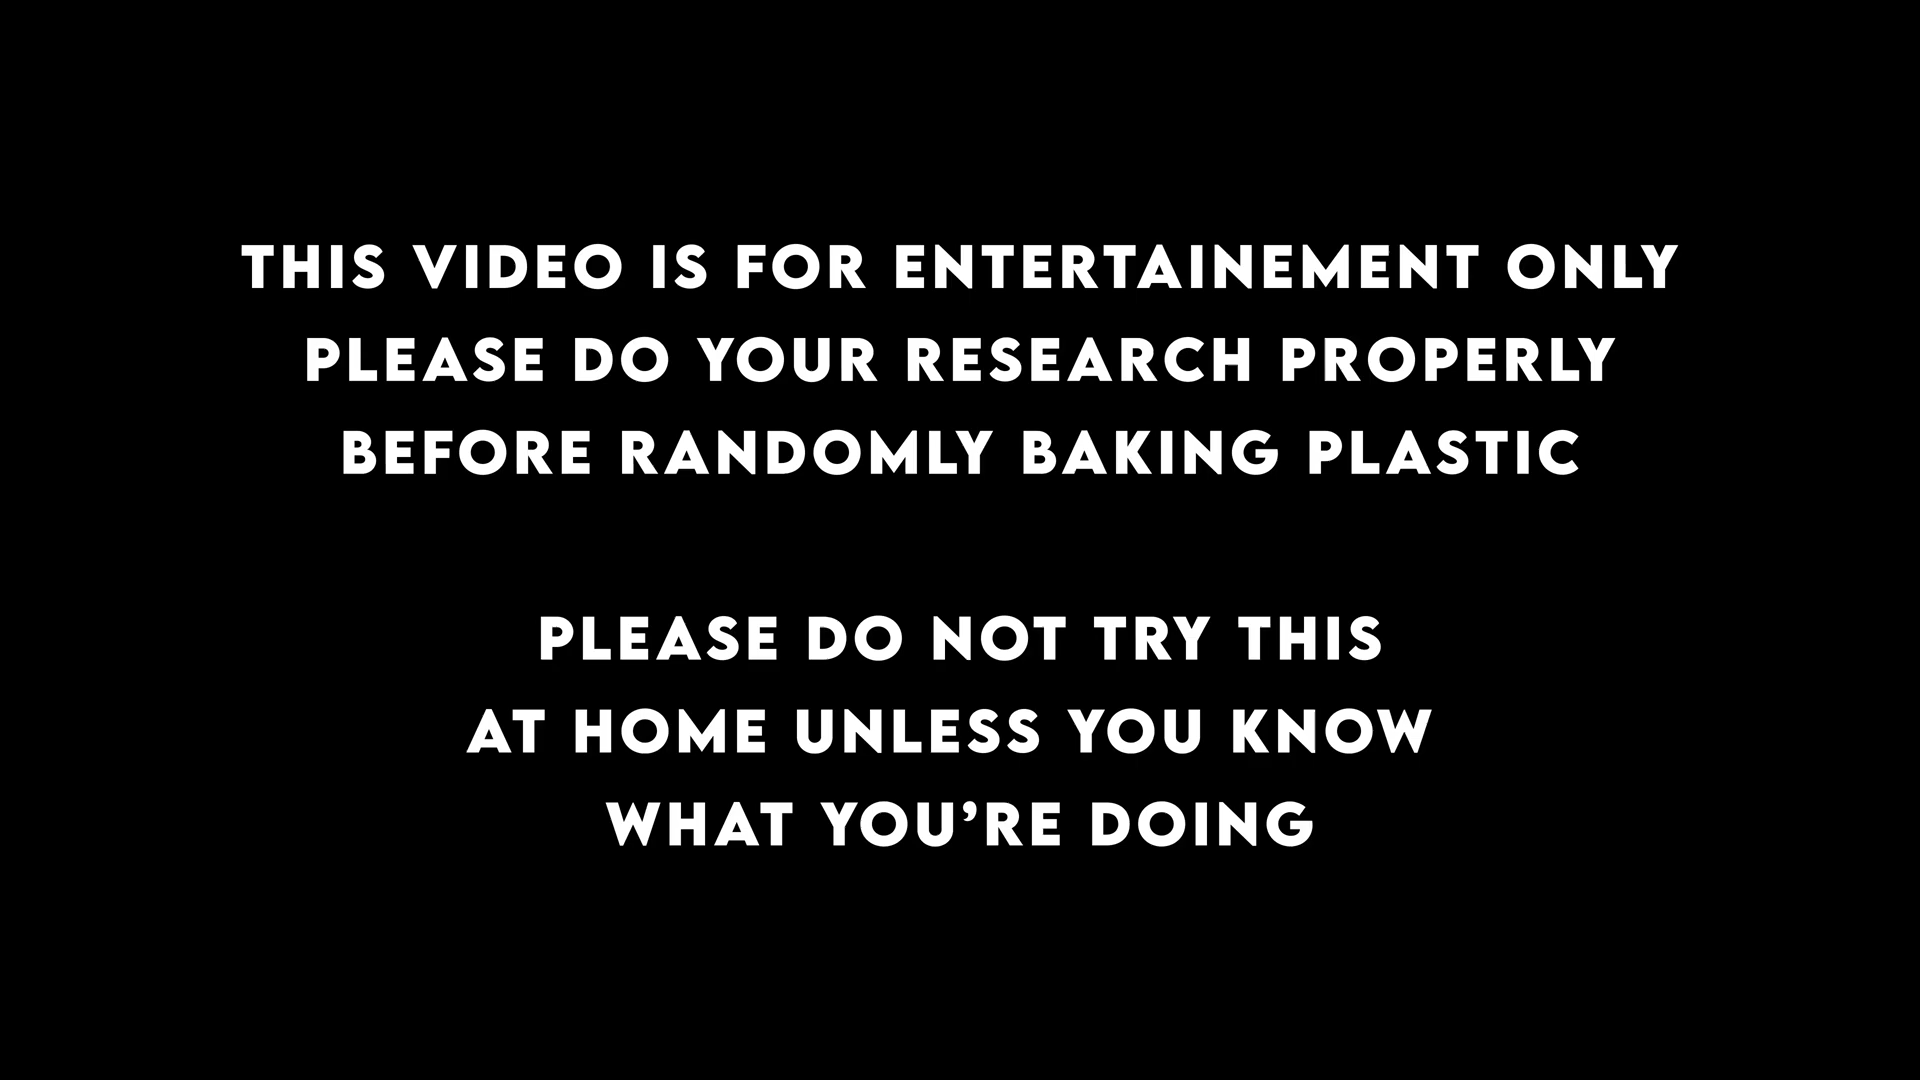 THIS VIDEO IS FOR ENTERTAINEMENT ONLY
PLEASE DO YOUR RESEARCH PROPERLY
BEFORE RANDOMLY BAKING PLASTIC
PLEASE DO NOT TRY THIS
AT HOME UNLESS YOU KNOW
WHAT YOU’RE DOING